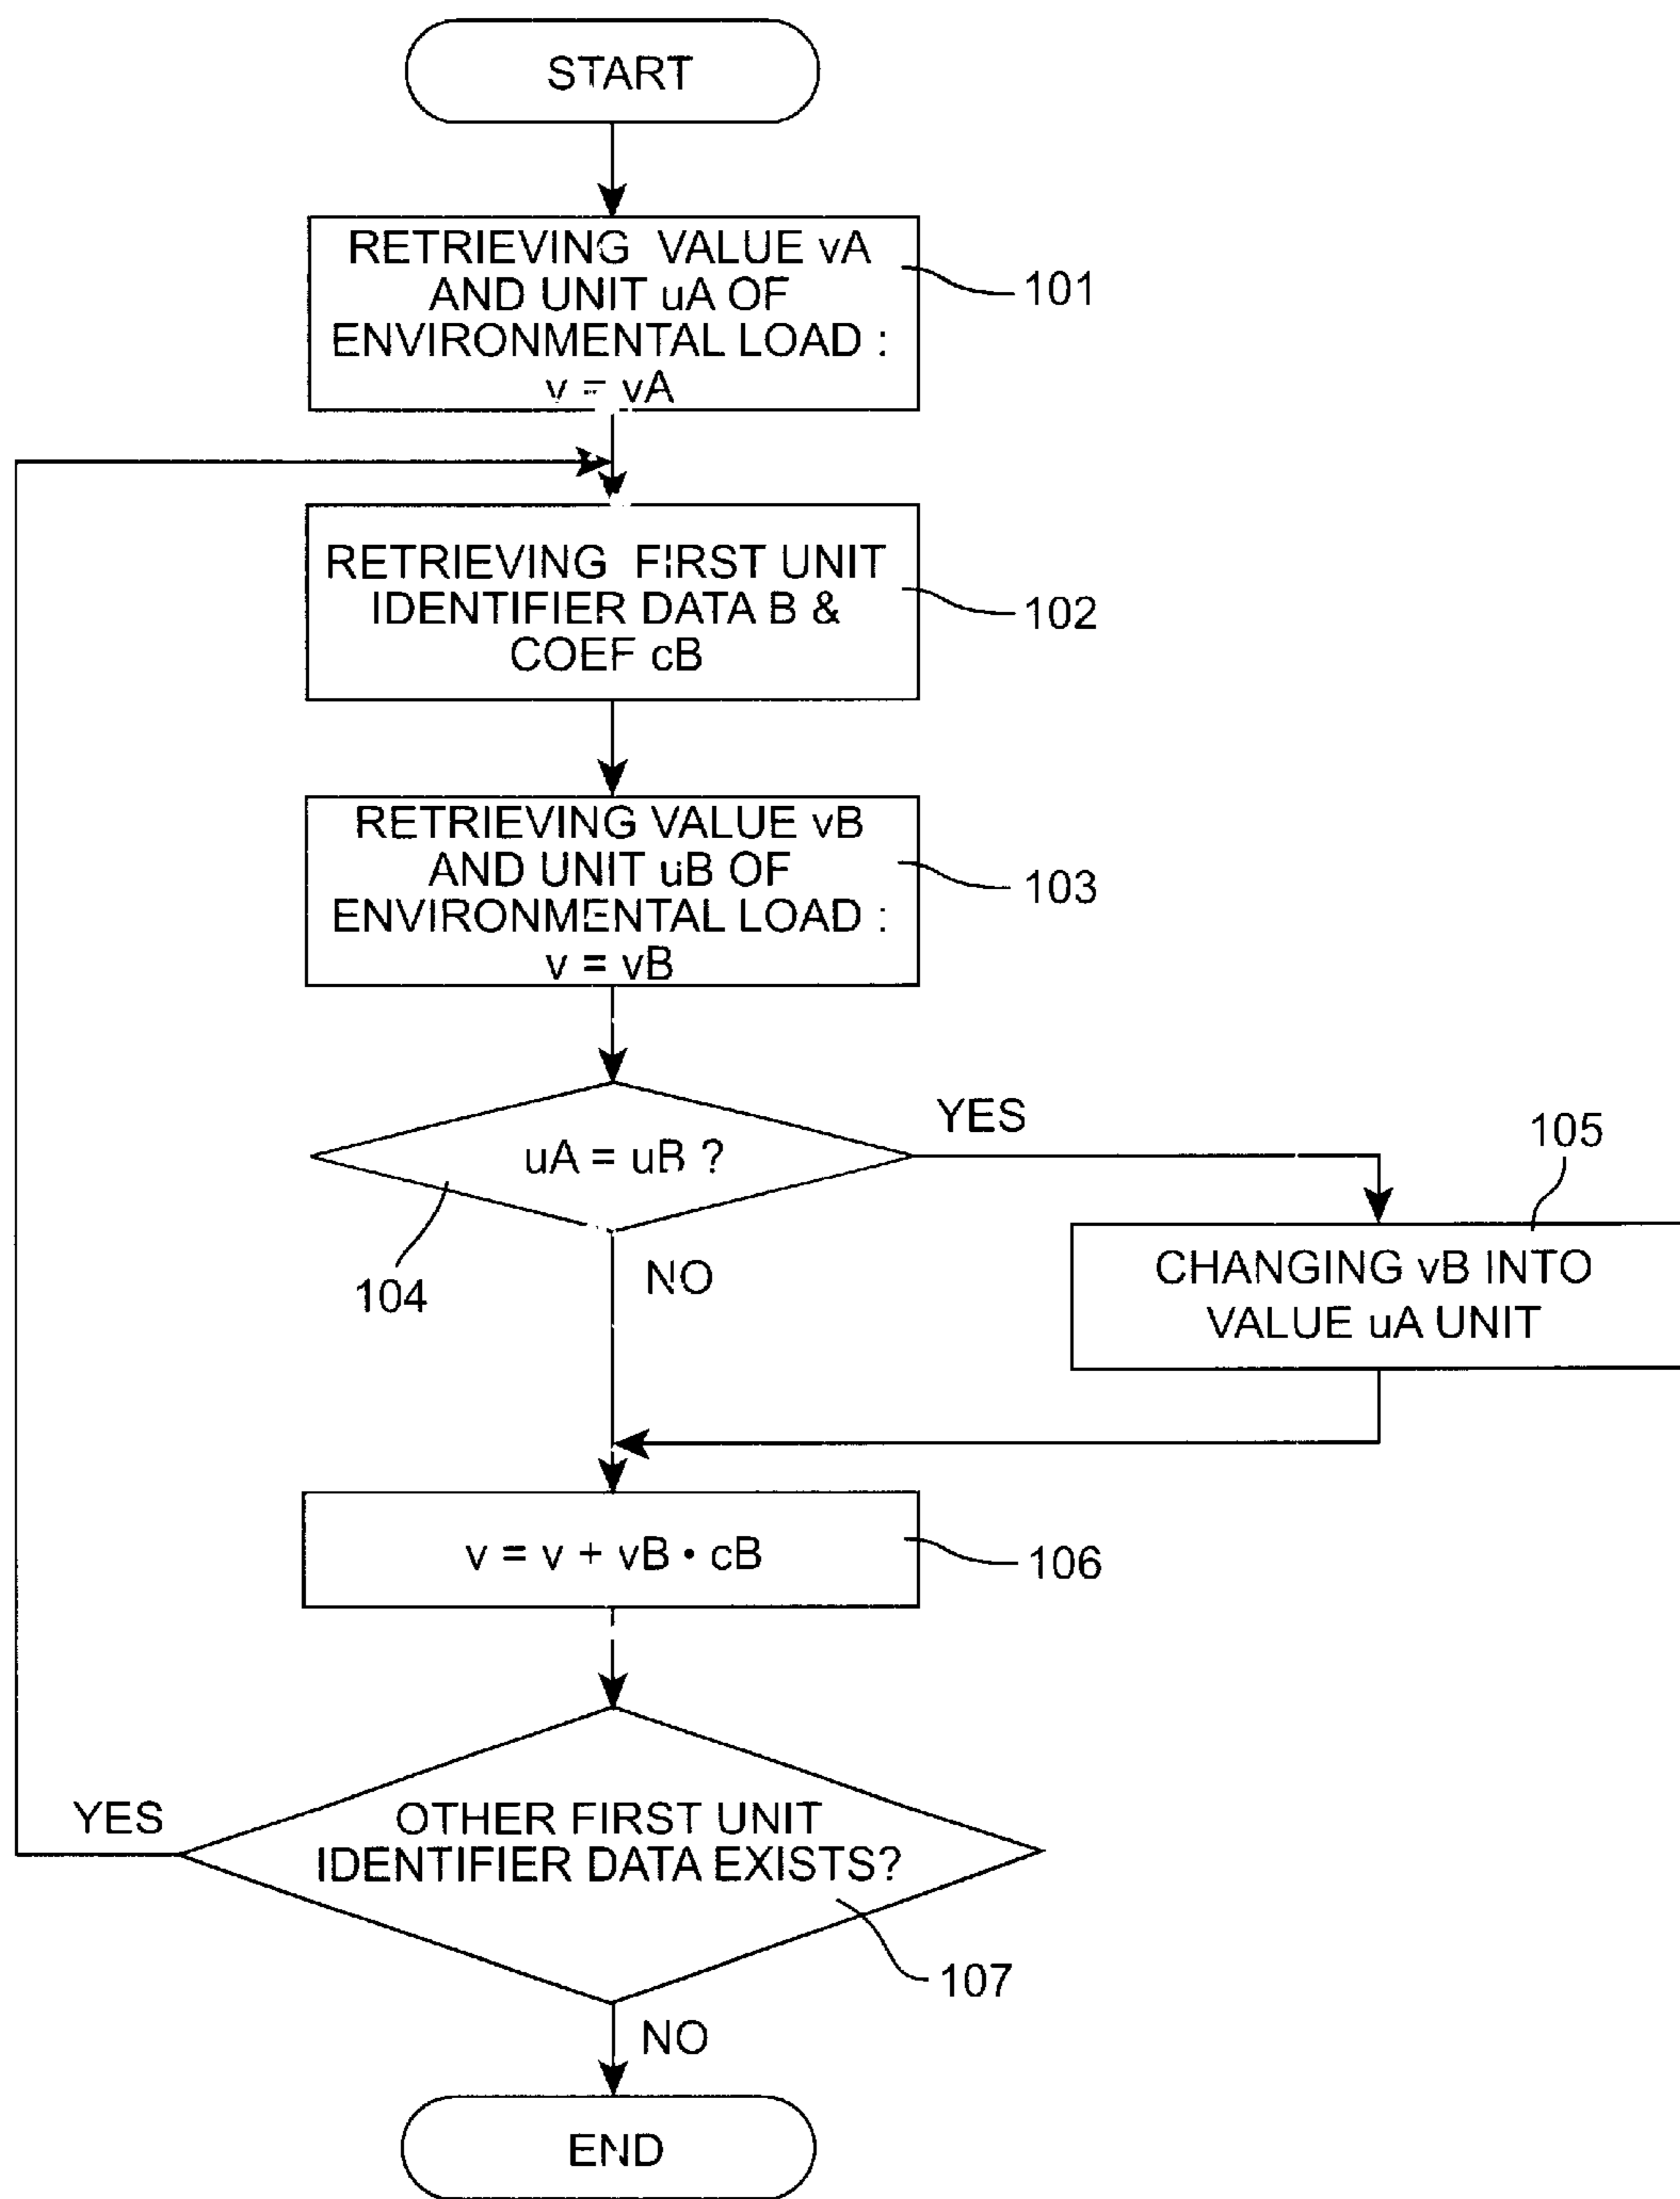 START
RETRIEVING VALUE vA
AND UNIT uA OF
ENVIRONMENTAL LOAD :
v = vA
101
RETRIEVING FIRST UNIT
IDENTIFIER DATA B &
COEF cB
102
RETRIEVING VALUE vB
AND UNIT uB OF
ENVIRONMENTAL LOAD :
v = vB
103
uA = uB ?
YES
104
NO
105
CHANGING vB INTO
VALUE uA UNIT
v = v + vB • cB
106
OTHER FIRST UNIT
IDENTIFIER DATA EXISTS?
YES
107
NO
END